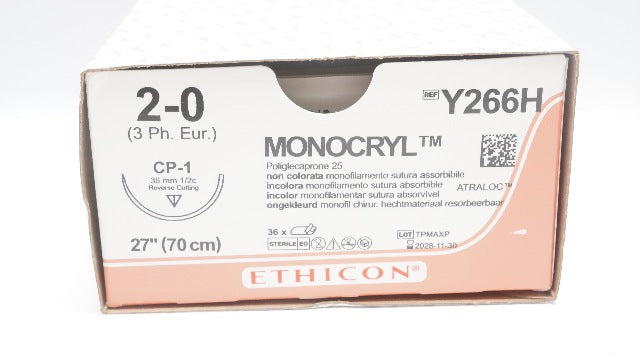 2-0
(3 Ph. Eur.)
CP-1
36 mm 1/2c
Reverse Cutting
27" (70 cm)
REF Y266H
MONOCRYL™
Poliglecaprone 25
non colorata monofilamento sutura assorbibile
incolora monofilamento sutura absorbible
incolor monofilamentar sutura absorvível
ongekleurd monofil chirur. hechtmateriaal resorbeerbaar
ATRALOC™
36 x
STERILE EO
LOT TPMAXP
2028-11-30
ETHICON®